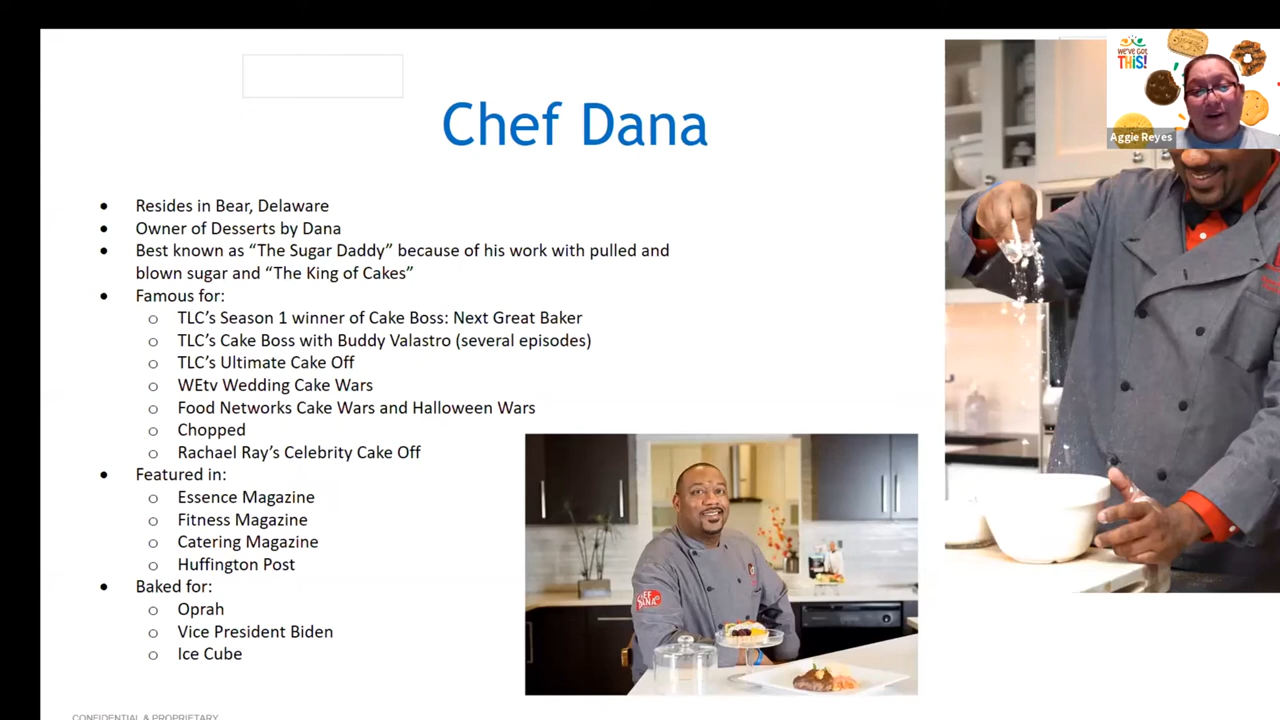 WE'VE GOT
THiS!
Aggie Reyes
Chef Dana
Resides in Bear, Delaware
Owner of Desserts by Dana
Best known as “The Sugar Daddy” because of his work with pulled and
blown sugar and “The King of Cakes”
Famous for:
TLC’s Season 1 winner of Cake Boss: Next Great Baker
TLC’s Cake Boss with Buddy Valastro (several episodes)
TLC’s Ultimate Cake Off
WEtv Wedding Cake Wars
Food Networks Cake Wars and Halloween Wars
Chopped
Rachael Ray’s Celebrity Cake Off
Featured in:
Essence Magazine
Fitness Magazine
Catering Magazine
Huffington Post
Baked for:
Oprah
Vice President Biden
Ice Cube
CHEF
DANA
CONFIDENTIAL & PROPRIETARY